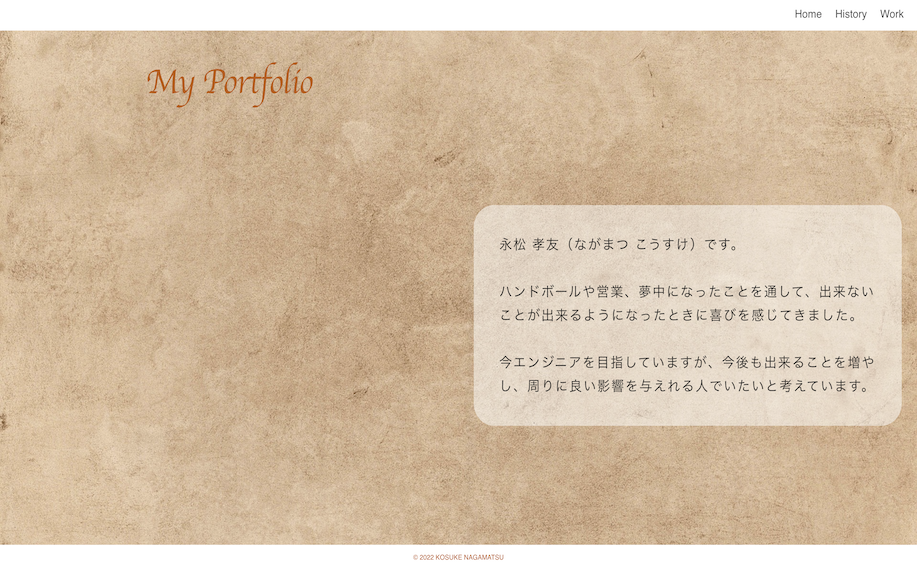 Home History Work
My Portfolio
永松 孝友（ながまつ こうすけ）です。
ハンドボールや営業、夢中になったことを通して、出来ない
ことが出来るようになったときに喜びを感じてきました。
今エンジニアを目指していますが、今後も出来ることを増や
し、周りに良い影響を与えれる人でいたいと考えています。
© 2022 KOSUKE NAGAMATSU